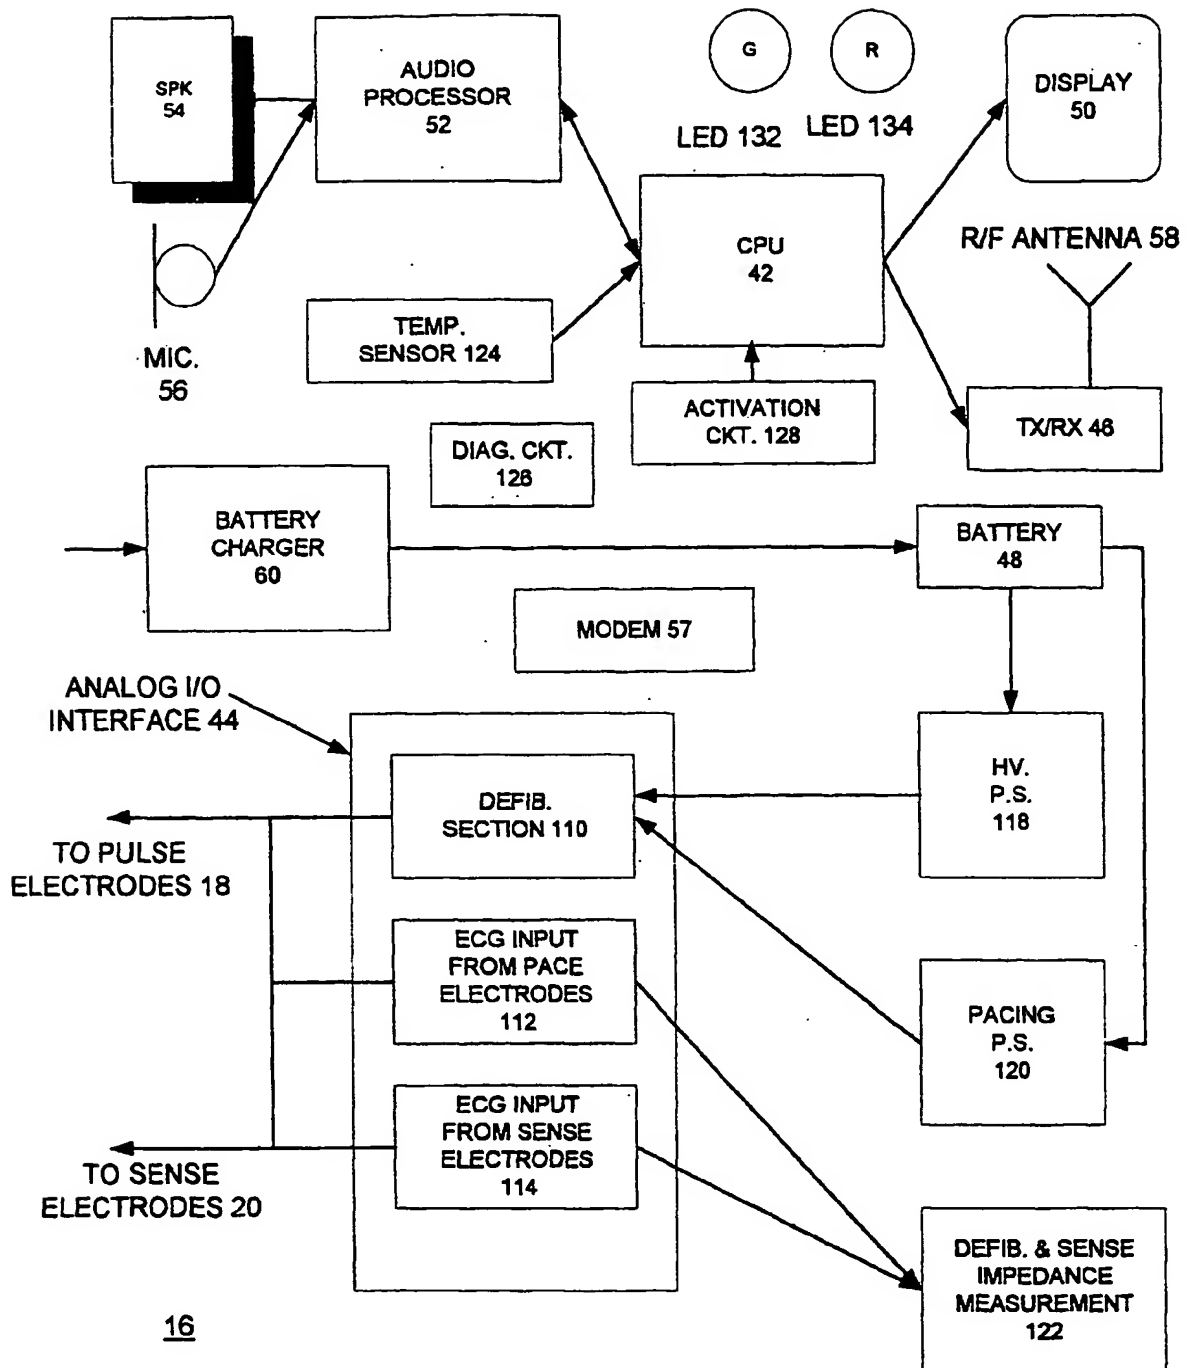 SPK
54
AUDIO
PROCESSOR
52
G
R
LED 132
LED 134
DISPLAY
50
CPU
42
R/F ANTENNA 58
MIC.
56
TEMP.
SENSOR 124
ACTIVATION
CKT. 128
TX/RX 46
DIAG. CKT.
126
BATTERY
CHARGER
60
BATTERY
48
MODEM 57
ANALOG I/O
INTERFACE 44
DEFIB.
SECTION 110
HV.
P.S.
118
TO PULSE
ELECTRODES 18
ECG INPUT
FROM PACE
ELECTRODES
112
PACING
P.S.
120
ECG INPUT
FROM SENSE
ELECTRODES
114
TO SENSE
ELECTRODES 20
DEFIB. & SENSE
IMPEDANCE
MEASUREMENT
122
16